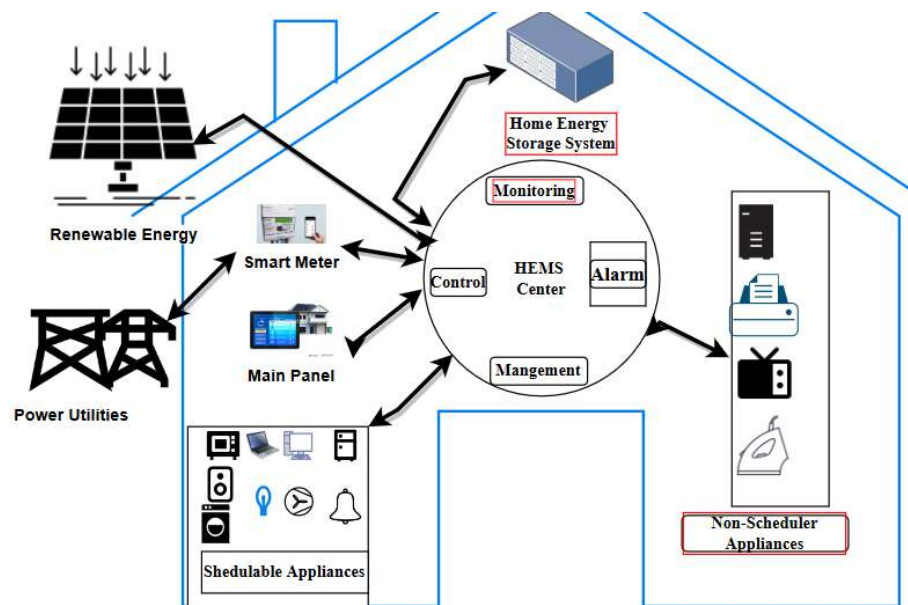 Home Energy
Storage System
Monitoring
Renewable Energy
Smart Meter
Control
HEMS
Center
Alarm
Main Panel
Mangement
Power Utilities
Non-Scheduler
Appliances
Shedulable Appliances